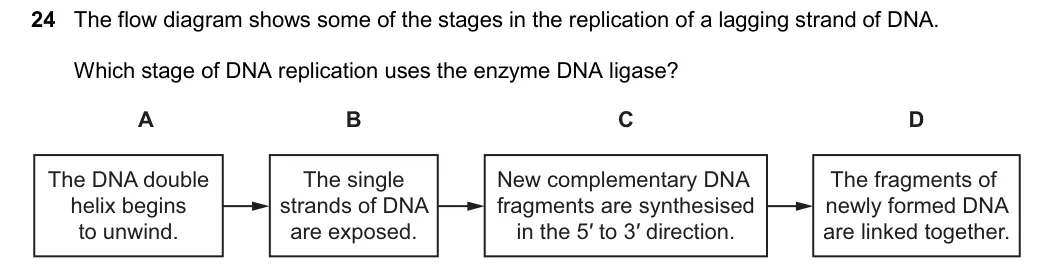 24 The flow diagram shows some of the stages in the replication of a lagging strand of DNA.
Which stage of DNA replication uses the enzyme DNA ligase?
A
B
C
D
The DNA double
helix begins
to unwind.
The single
strands of DNA
are exposed.
New complementary DNA
fragments are synthesised
in the 5′ to 3′ direction.
The fragments of
newly formed DNA
are linked together.